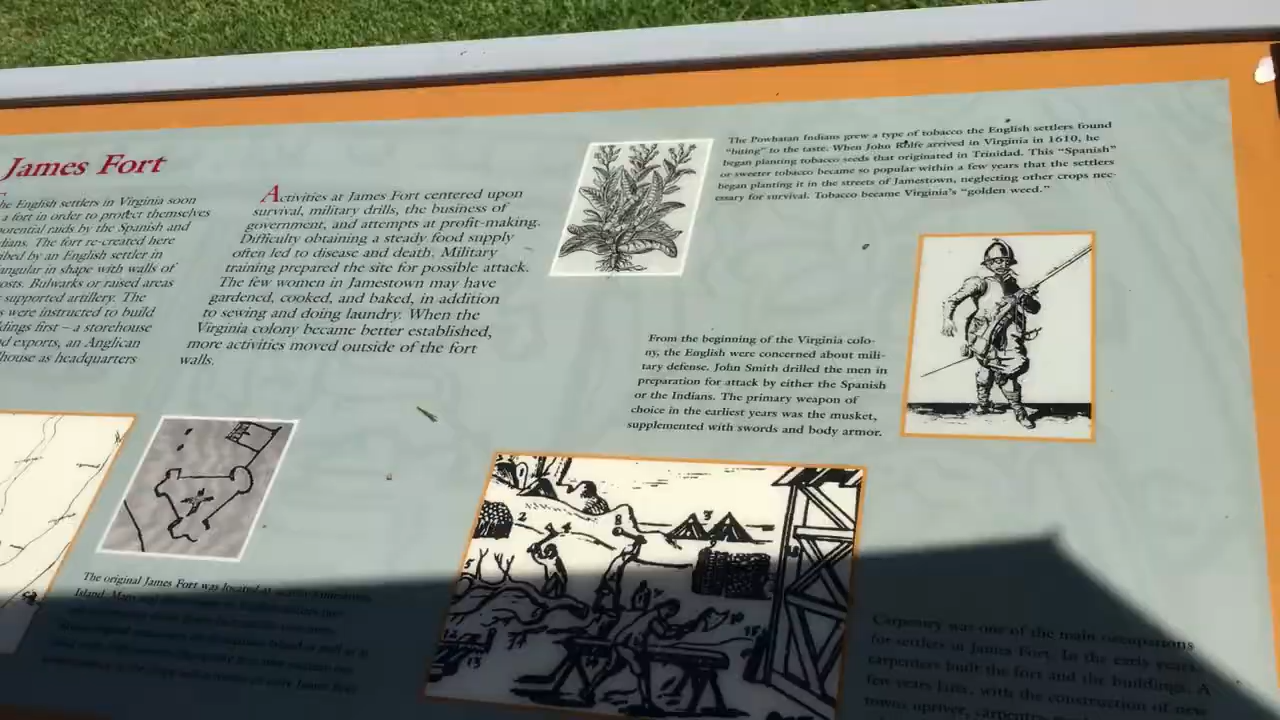 James Fort
he English settlers in Virginia soon
a fort in order to protect themselves
potential raids by the Spanish and
dians. The fort re-created here
ibed by an English settler in
angular in shape with walls of
osts. Bulwarks or raised areas
supported artillery. The
s were instructed to build
dings first – a storehouse
d exports, an Anglican
house as headquarters
Activities at James Fort centered upon
survival, military drills, the business of
government, and attempts at profit-making.
Difficulty obtaining a steady food supply
often led to disease and death. Military
training prepared the site for possible attack.
The few women in Jamestown may have
gardened, cooked, and baked, in addition
to sewing and doing laundry. When the
Virginia colony became better established,
more activities moved outside of the fort
walls.
The Powhatan Indians grew a type of tobacco the English settlers found
"biting" to the taste. When John Rolfe arrived in Virginia in 1610, he
began planting tobacco seeds that originated in Trinidad. This "Spanish"
or sweeter tobacco became so popular within a few years that the settlers
began planting it in the streets of Jamestown, neglecting other crops nec-
essary for survival. Tobacco became Virginia's "golden weed."
From the beginning of the Virginia colo-
ny, the English were concerned about mili-
tary defense. John Smith drilled the men in
preparation for attack by either the Spanish
or the Indians. The primary weapon of
choice in the earliest years was the musket,
supplemented with swords and body armor.
The original James Fort was located at
Island.
Carpentry was one of the main occupations
for settlers at James Fort. In the early years
carpenters built the fort and the buildings. A
few years later, with the construction of new
towns upriver,